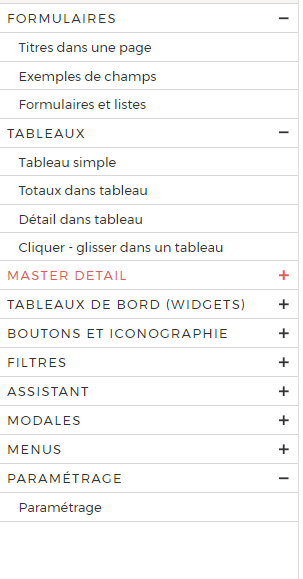 FORMULAIRES
Titres dans une page
Exemples de champs
Formulaires et listes
TABLEAUX
Tableau simple
Totaux dans tableau
Détail dans tableau
Cliquer - glisser dans un tableau
MASTER DETAIL
TABLEAUX DE BORD (WIDGETS)
BOUTONS ET ICONOGRAPHIE
FILTRES
ASSISTANT
MODALES
MENUS
PARAMÉTRAGE
Paramétrage